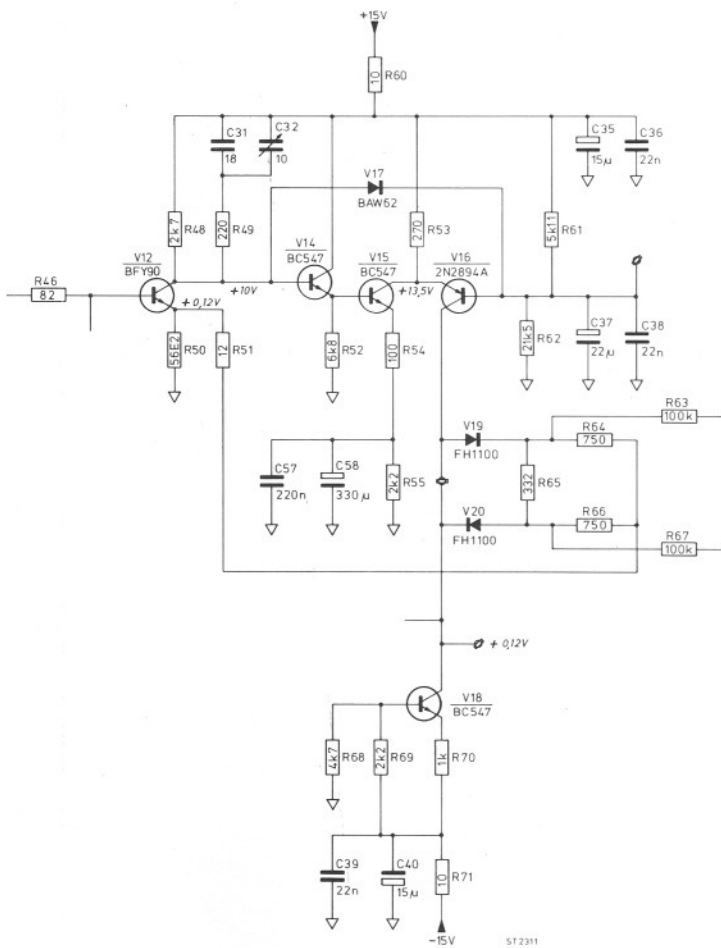 +15V
10 R60
C31
18
C32
10
C35
15µ
C36
22n
V17
BAW62
2k7 R48
220 R49
V14
BC547
V15
BC547
270 R53
V16
2N2894A
5k11 R61
V12
BFY90
R46
82
+10V
+13,5V
+0,12V
56E2 R50
12 R51
6k8 R52
100 R54
21k5 R62
C37
22µ
C38
22n
R63
100k
V19
FH1100
R64
750
C57
220n
C58
330µ
2k2 R55
332 R65
V20
FH1100
R66
750
R67
100k
+0,12V
V18
BC547
4k7 R68
2k2 R69
1k R70
C39
22n
C40
15µ
10 R71
-15V
ST2311